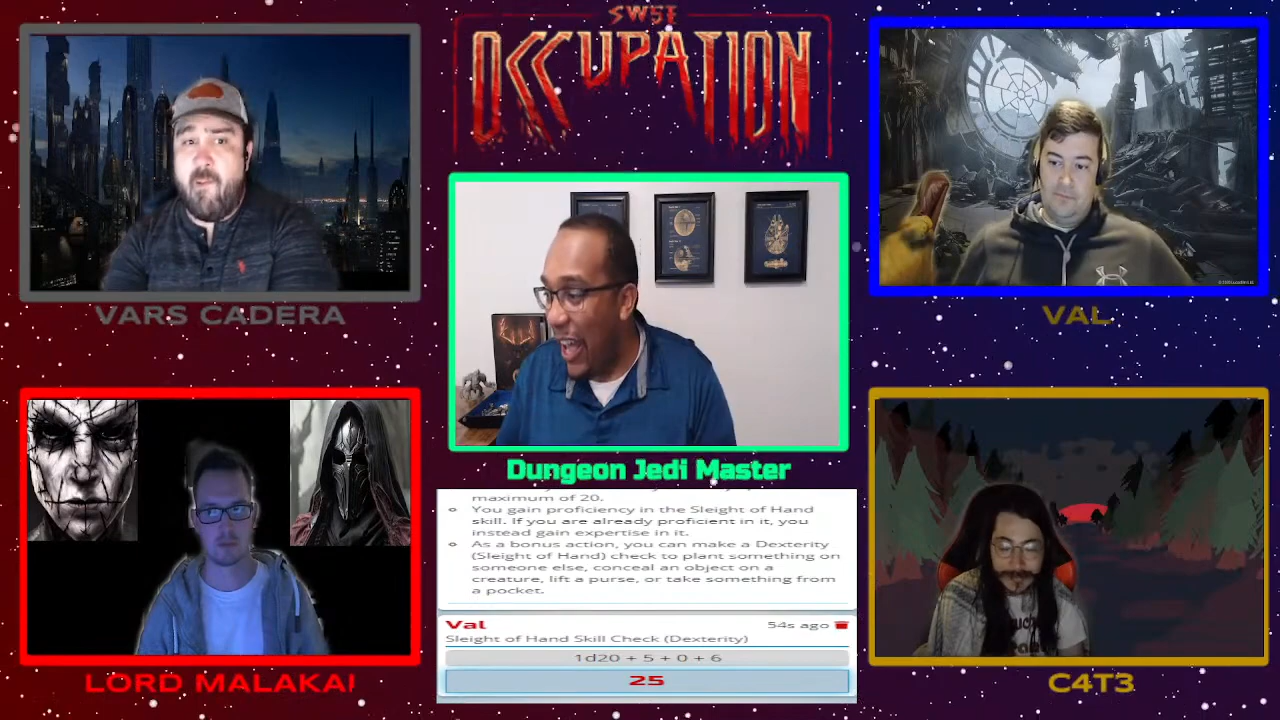 SW5E
OCCUPATION
VARS CADERA
VAL
Dungeon Jedi Master
maximum of 20.
You gain proficiency in the Sleight of Hand
skill. If you are already proficient in it, you
instead gain expertise in it.
As a bonus action, you can make a Dexterity
(Sleight of Hand) check to plant something on
someone else, conceal an object on a
creature, lift a purse, or take something from
a pocket.
Val 54s ago
Sleight of Hand Skill Check (Dexterity)
1d20 + 5 + 0 + 6
25
LORD MALAKAI
C4T3